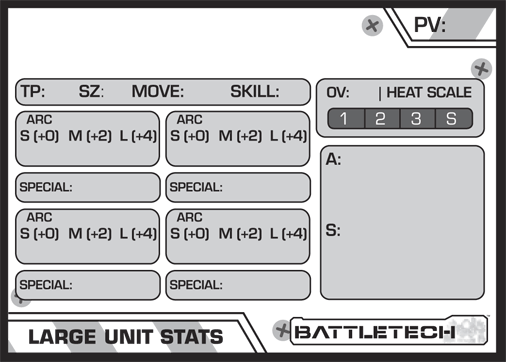 PV:
TP: SZ: MOVE: SKILL:
OV: | HEAT SCALE
1 2 3 S
ARC
S (+0) M (+2) L (+4)
ARC
S (+0) M (+2) L (+4)
SPECIAL:
SPECIAL:
ARC
S (+0) M (+2) L (+4)
ARC
S (+0) M (+2) L (+4)
SPECIAL:
SPECIAL:
A:
S:
LARGE UNIT STATS
BATTLETECH